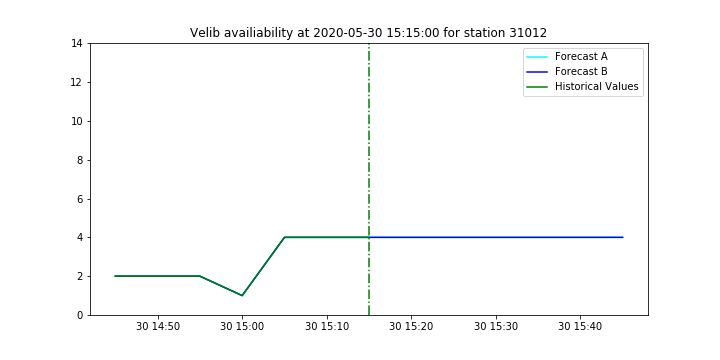 Velib availiability at 2020-05-30 15:15:00 for station 31012
14
12
10
8
6
4
2
0
Forecast A
Forecast B
Historical Values
30 14:50 30 15:00 30 15:10 30 15:20 30 15:30 30 15:40